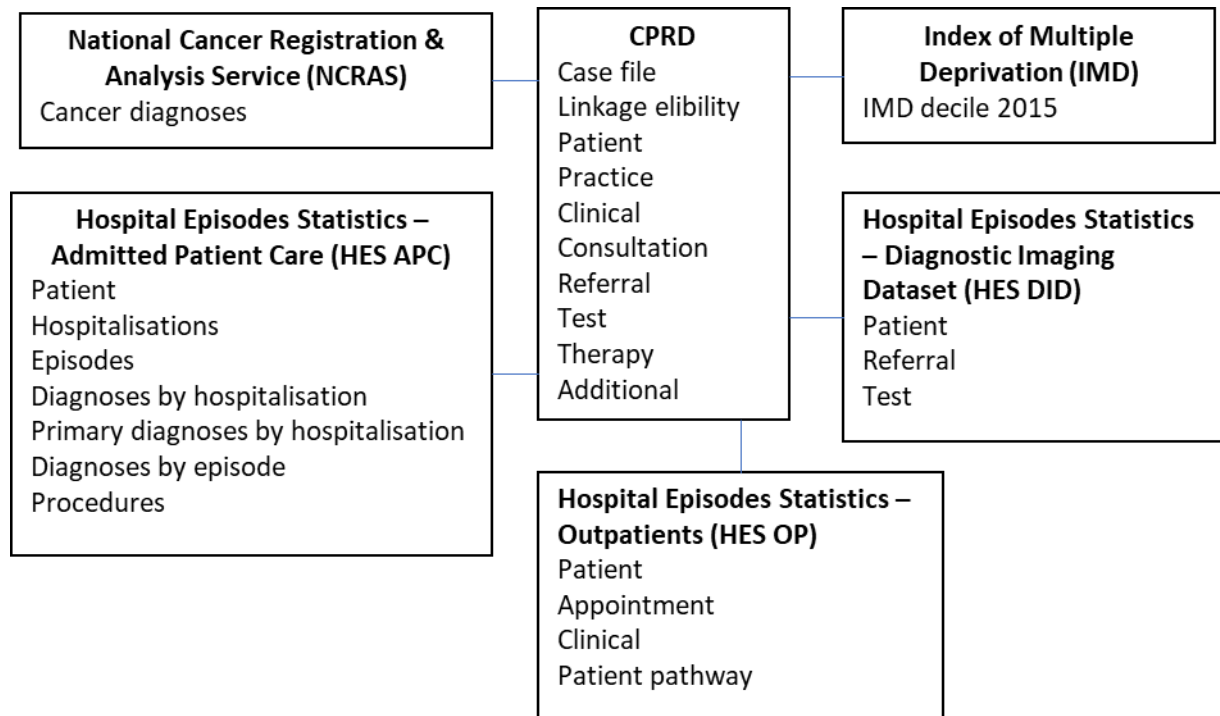 National Cancer Registration &
Analysis Service (NCRAS)
Cancer diagnoses
CPRD
Case file
Linkage elibility
Patient
Practice
Clinical
Consultation
Referral
Test
Therapy
Additional
Index of Multiple
Deprivation (IMD)
IMD decile 2015
Hospital Episodes Statistics –
Admitted Patient Care (HES APC)
Patient
Hospitalisations
Episodes
Diagnoses by hospitalisation
Primary diagnoses by hospitalisation
Diagnoses by episode
Procedures
Hospital Episodes Statistics
– Diagnostic Imaging
Dataset (HES DID)
Patient
Referral
Test
Hospital Episodes Statistics –
Outpatients (HES OP)
Patient
Appointment
Clinical
Patient pathway